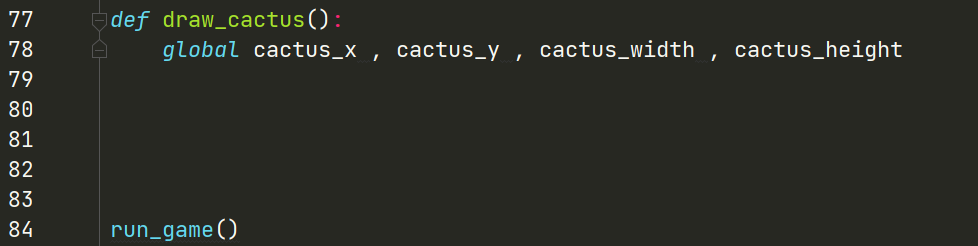 77 def draw_cactus():
78 global cactus_x , cactus_y , cactus_width , cactus_height
79
80
81
82
83
84 run_game()